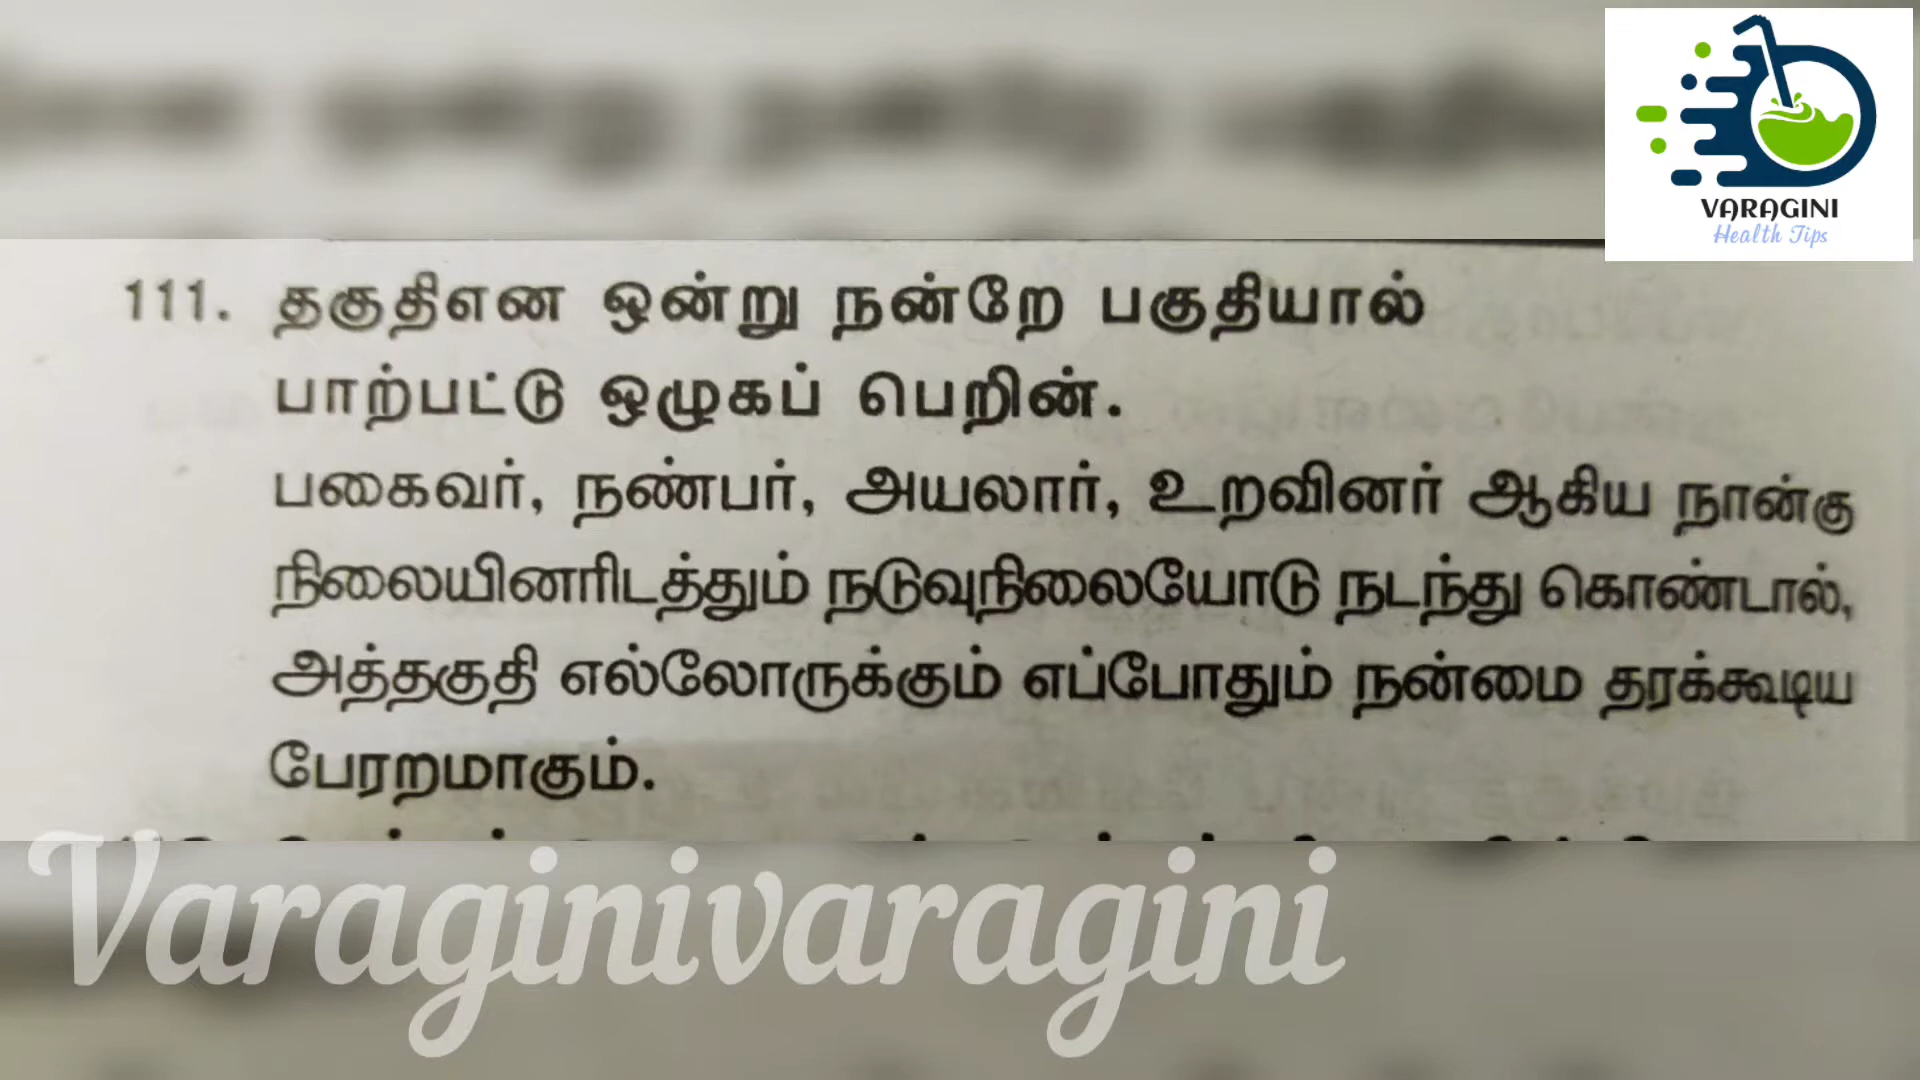 VARAGINI
Health Tips
111. தகுதிஎன ஒன்று நன்றே பகுதியால்
பாற்பட்டு ஒழுகப் பெறின்.
பகைவர், நண்பர், அயலார், உறவினர் ஆகிய நான்கு
நிலையினரிடத்தும் நடுவுநிலையோடு நடந்து கொண்டால்,
அத்தகுதி எல்லோருக்கும் எப்போதும் நன்மை தரக்கூடிய
பேரறமாகும்.
Varaginivaragini